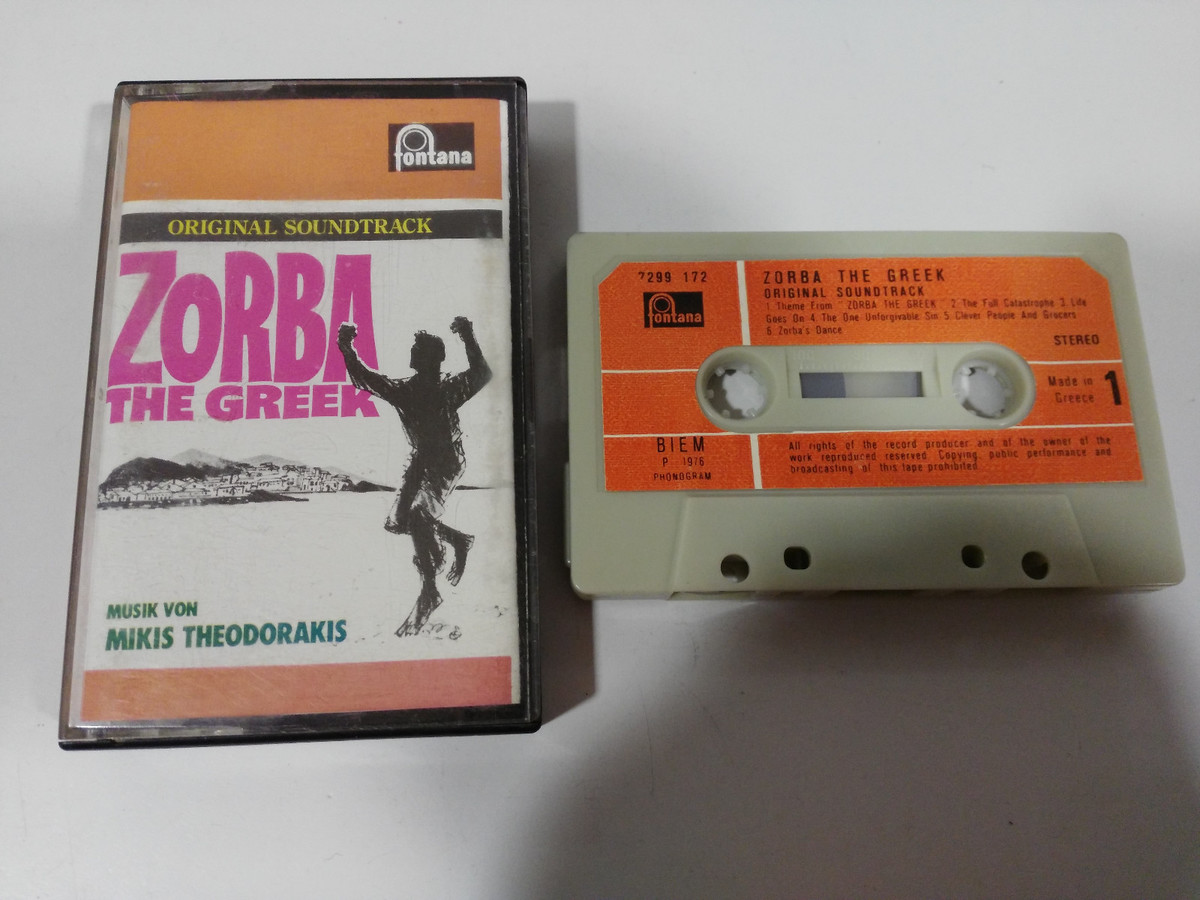 fontana
ORIGINAL SOUNDTRACK
ZORBA
THE GREEK
MUSIK VON
MIKIS THEODORAKIS
7299 172
fontana
ZORBA THE GREEK
ORIGINAL SOUNDTRACK
1. Theme From "ZORBA THE GREEK" 2. The Full Catastrophe 3. Life
Goes On 4. The One Unforgivable Sin 5. Clever People And Grocers
6. Zorba's Dance
STEREO
Made in
Greece
1
BIEM
P 1976
PHONOGRAM
All rights of the record producer and of the owner of the
work reproduced reserved. Copying, public performance and
broadcasting of this tape prohibited.